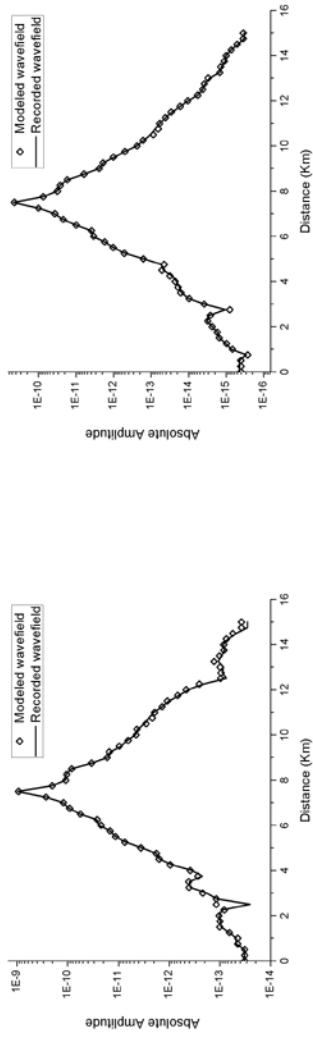 Modeled wavefield
Recorded wavefield
1E-9
1E-10
1E-11
1E-12
1E-13
1E-14
Absolute Amplitude
0 2 4 6 8 10 12 14 16
Distance (Km)
Modeled wavefield
Recorded wavefield
1E-10
1E-11
1E-12
1E-13
1E-14
1E-15
1E-16
Absolute Amplitude
0 2 4 6 8 10 12 14 16
Distance (Km)